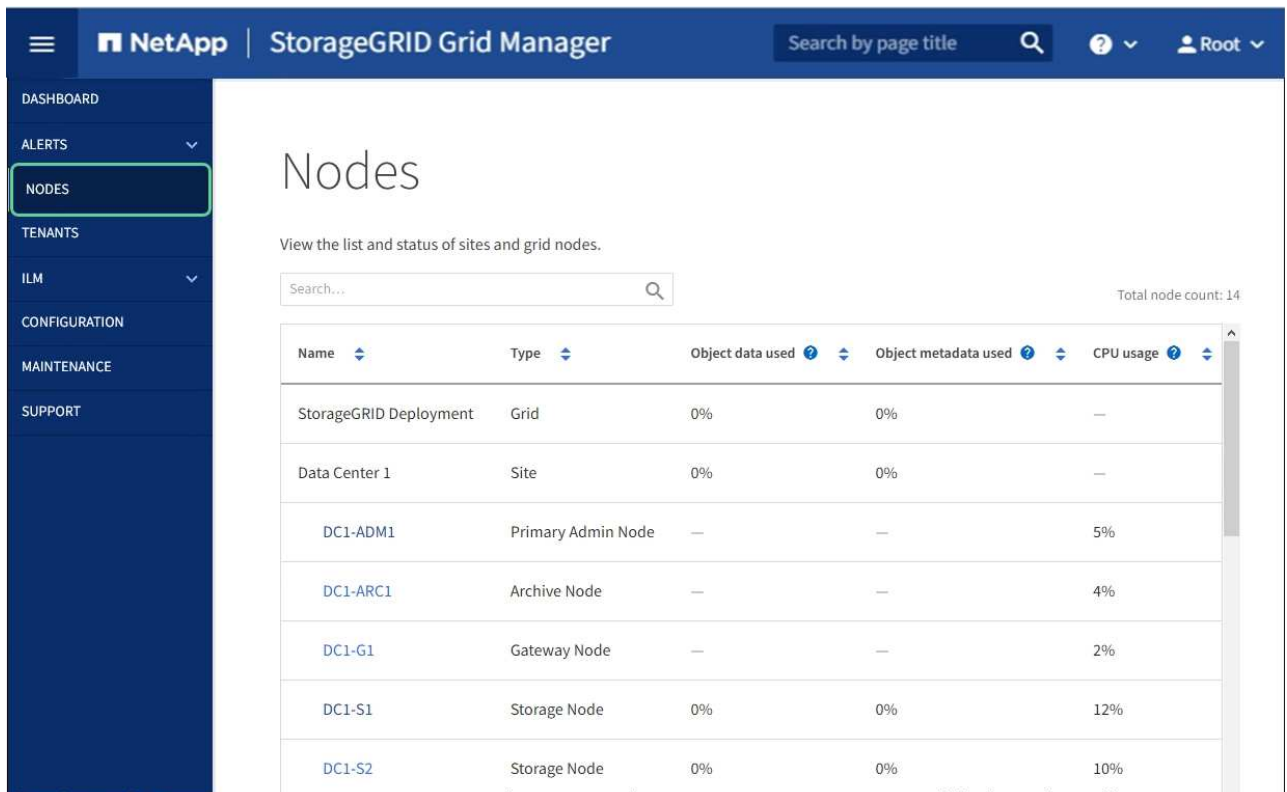 NetApp | StorageGRID Grid Manager Search by page title Root
DASHBOARD
ALERTS
NODES
TENANTS
ILM
CONFIGURATION
MAINTENANCE
SUPPORT
Nodes
View the list and status of sites and grid nodes.
Search...
Total node count: 14
Name Type Object data used Object metadata used CPU usage
StorageGRID Deployment Grid 0% 0% —
Data Center 1 Site 0% 0% —
DC1-ADM1 Primary Admin Node — — 5%
DC1-ARC1 Archive Node — — 4%
DC1-G1 Gateway Node — — 2%
DC1-S1 Storage Node 0% 0% 12%
DC1-S2 Storage Node 0% 0% 10%